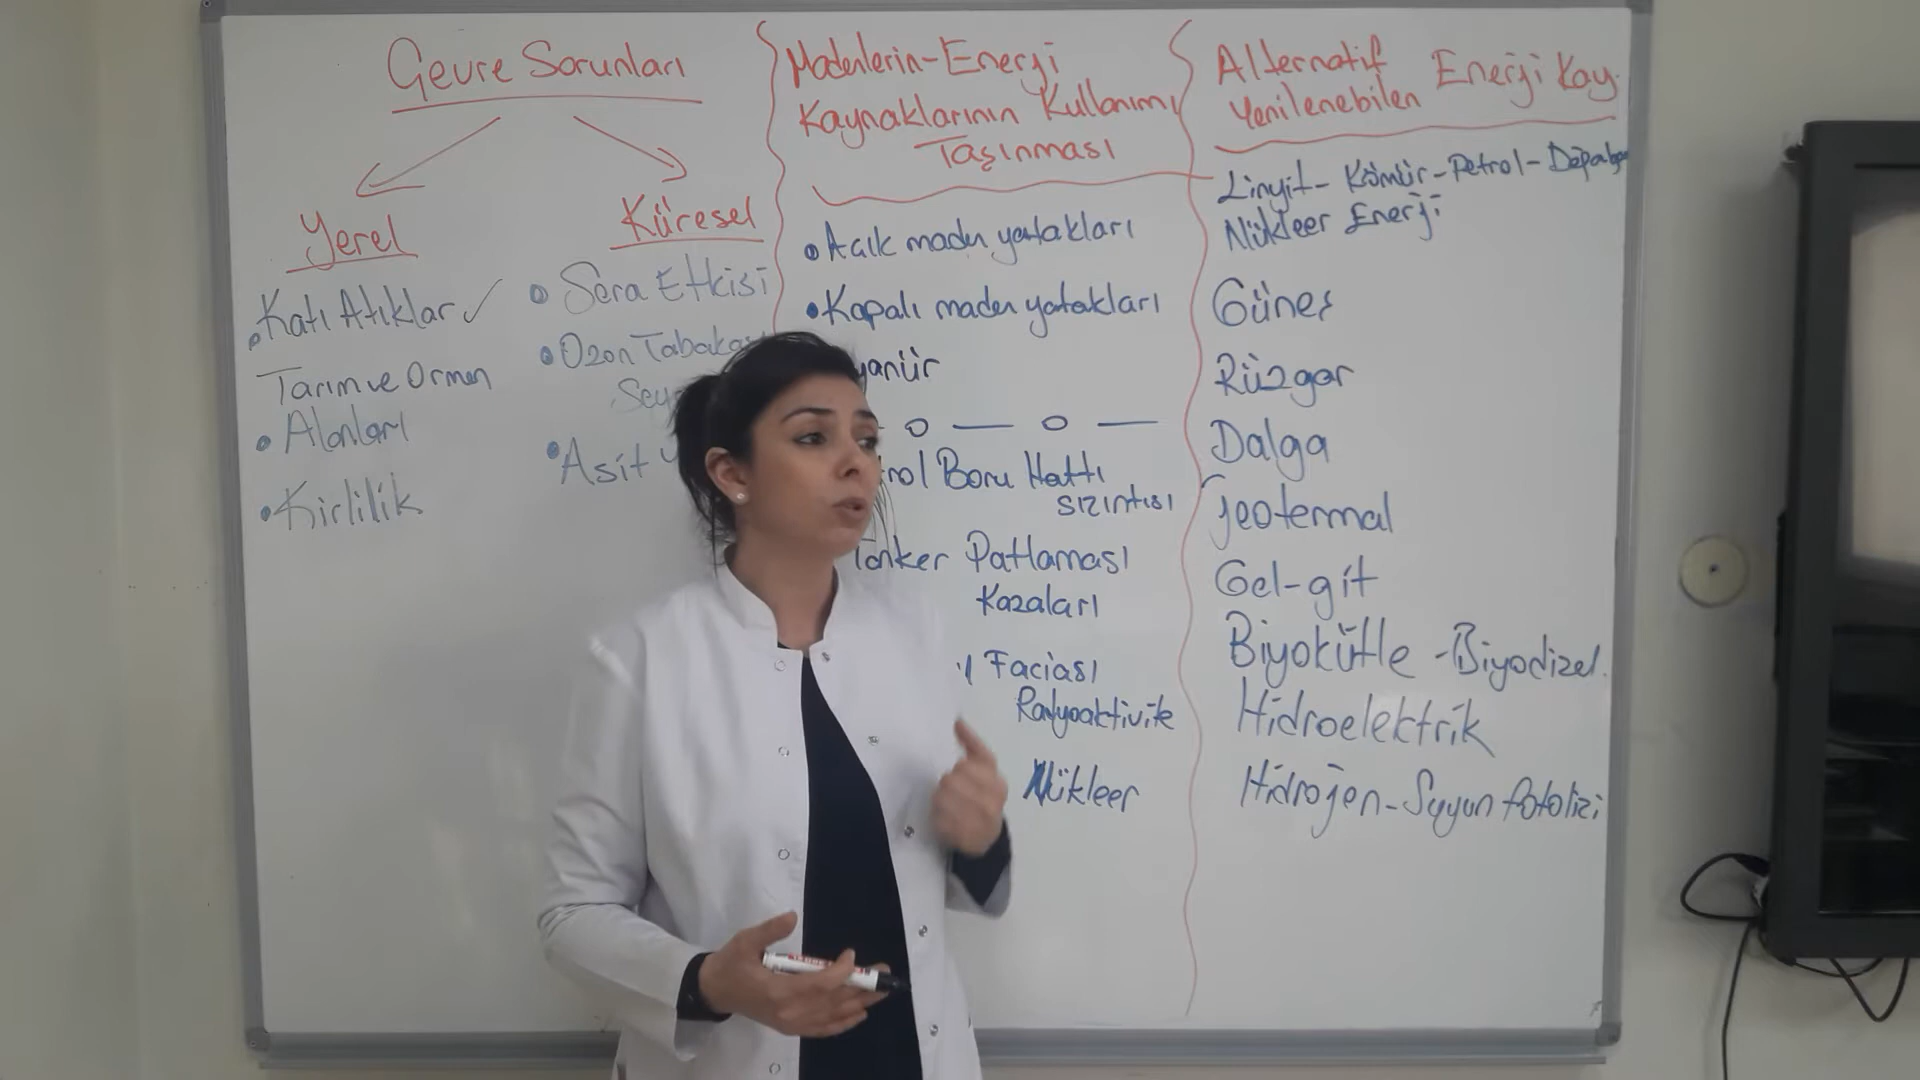 Çevre Sorunları
Yerel
Katı Atıklar ✓
Tarım ve Orman
Alanları
Kirlilik
Küresel
Sera Etkisi
Ozon
Asit
Madenlerin-Enerji
Kaynaklarının Kullanımı
Taşınması
Açık maden yatakları
Kapalı maden yatakları
Boru Hattı
sızıntısı
Tanker Patlaması
Kazaları
Faciası
Radyoaktivite
Nükleer
Alternatif
Yenilenebilen Enerji Kay.
Linyit- Kömür-Petrol-
Nükleer Enerji
Güneş
Rüzgar
Dalga
Jeotermal
Gel-git
Biyokütle -Biyodizel.
Hidroelektrik
Hidrojen-Suyun fotolizi